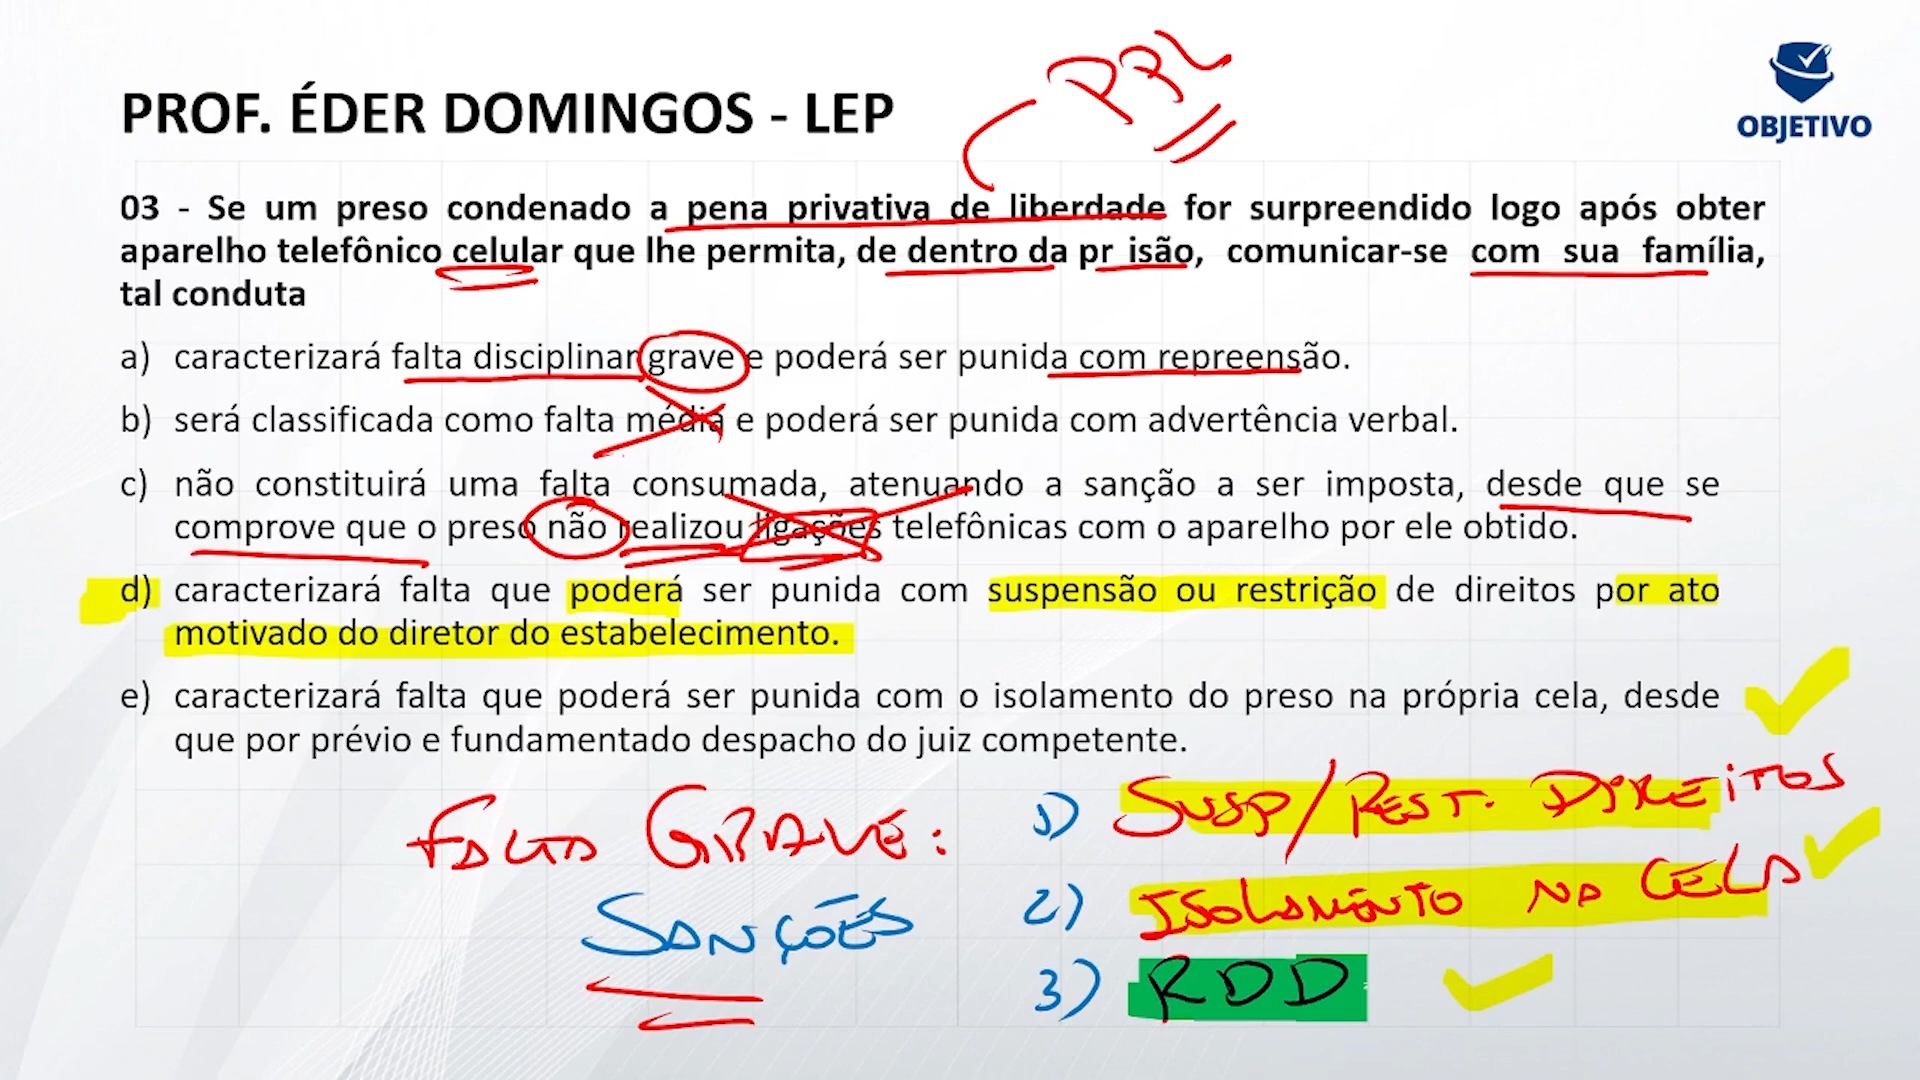 PPL
OBJETIVO
PROF. ÉDER DOMINGOS - LEP
03 - Se um preso condenado a pena privativa de liberdade for surpreendido logo após obter
aparelho telefônico celular que lhe permita, de dentro da pr isão, comunicar-se com sua família,
tal conduta
a) caracterizará falta disciplinar grave e poderá ser punida com repreensão.
b) será classificada como falta média e poderá ser punida com advertência verbal.
c) não constituirá uma falta consumada, atenuando a sanção a ser imposta, desde que se
comprove que o preso não realizou ligações telefônicas com o aparelho por ele obtido.
d) caracterizará falta que poderá ser punida com suspensão ou restrição de direitos por ato
motivado do diretor do estabelecimento.
e) caracterizará falta que poderá ser punida com o isolamento do preso na própria cela, desde
que por prévio e fundamentado despacho do juiz competente.
FALTA GRAVE:
SANÇÕES
1) SUSP/REST. DIREITOS
2) ISOLAMENTO NA CELA
3) RDD